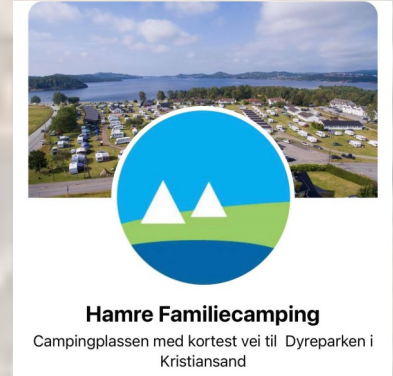 Hamre Familiecamping
Campingplassen med kortest vei til Dyreparken i
Kristiansand